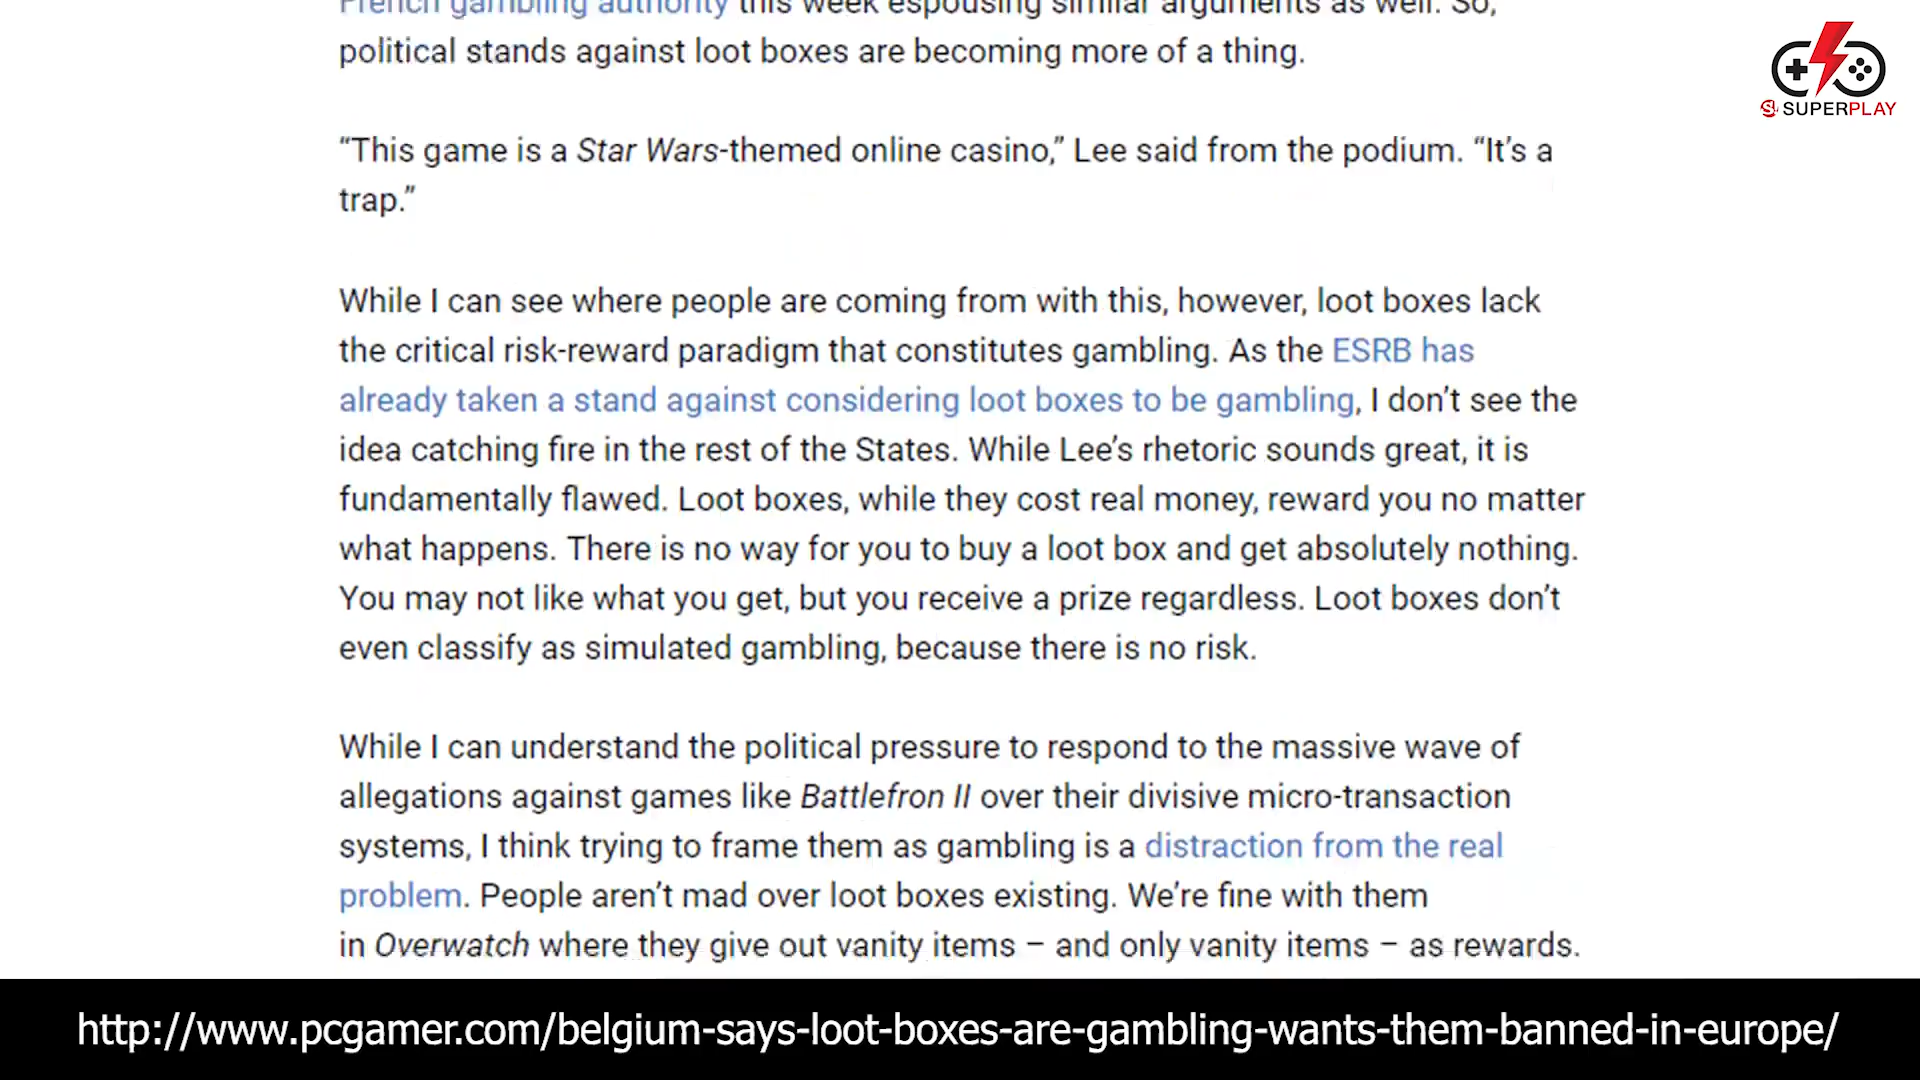 French gambling authority this week espousing similar arguments as well. So,
political stands against loot boxes are becoming more of a thing.
SUPERPLAY
“This game is a Star Wars-themed online casino,” Lee said from the podium. “It’s a
trap.”
While I can see where people are coming from with this, however, loot boxes lack
the critical risk-reward paradigm that constitutes gambling. As the ESRB has
already taken a stand against considering loot boxes to be gambling, I don’t see the
idea catching fire in the rest of the States. While Lee’s rhetoric sounds great, it is
fundamentally flawed. Loot boxes, while they cost real money, reward you no matter
what happens. There is no way for you to buy a loot box and get absolutely nothing.
You may not like what you get, but you receive a prize regardless. Loot boxes don’t
even classify as simulated gambling, because there is no risk.
While I can understand the political pressure to respond to the massive wave of
allegations against games like Battlefron II over their divisive micro-transaction
systems, I think trying to frame them as gambling is a distraction from the real
problem. People aren’t mad over loot boxes existing. We’re fine with them
in Overwatch where they give out vanity items – and only vanity items – as rewards.
http://www.pcgamer.com/belgium-says-loot-boxes-are-gambling-wants-them-banned-in-europe/